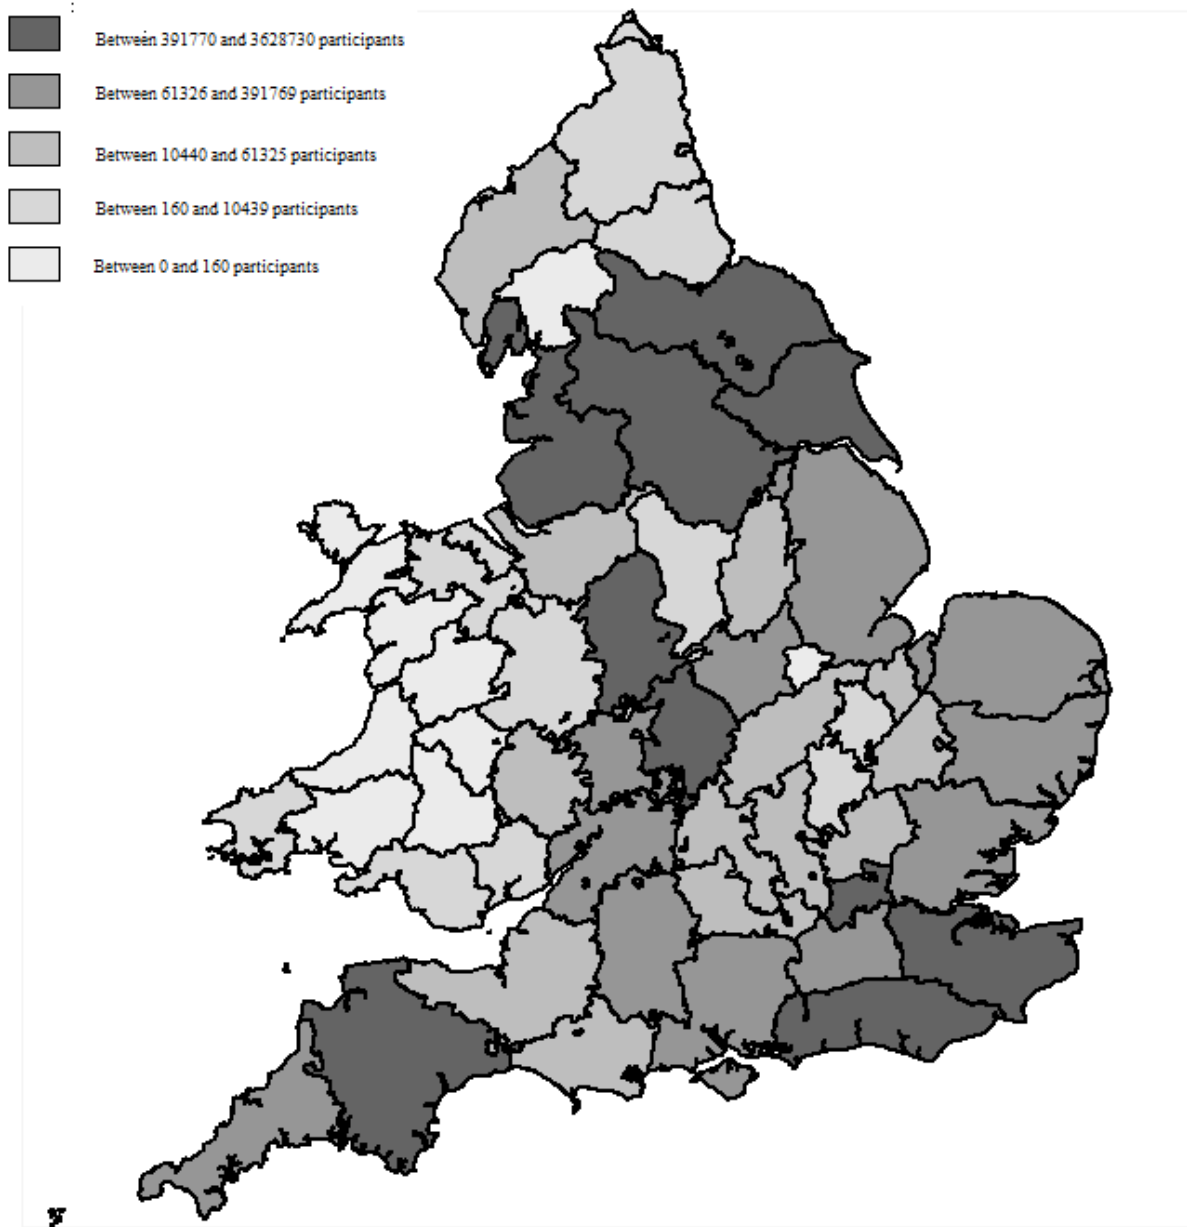 :
Between 391770 and 3628730 participants
Between 61326 and 391769 participants
Between 10440 and 61325 participants
Between 160 and 10439 participants
Between 0 and 160 participants